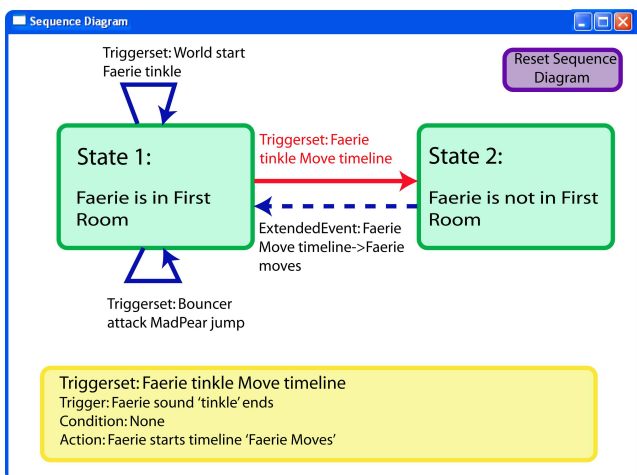 Sequence Diagram
Triggerset: World start
Faerie tinkle
Reset Sequence
Diagram
State 1:
Faerie is in First
Room
Triggerset: Faerie
tinkle Move timeline
State 2:
Faerie is not in First
Room
ExtendedEvent: Faerie
Move timeline->Faerie
moves
Triggerset: Bouncer
attack MadPear jump
Triggerset: Faerie tinkle Move timeline
Trigger: Faerie sound ‘tinkle’ ends
Condition: None
Action: Faerie starts timeline ‘Faerie Moves’